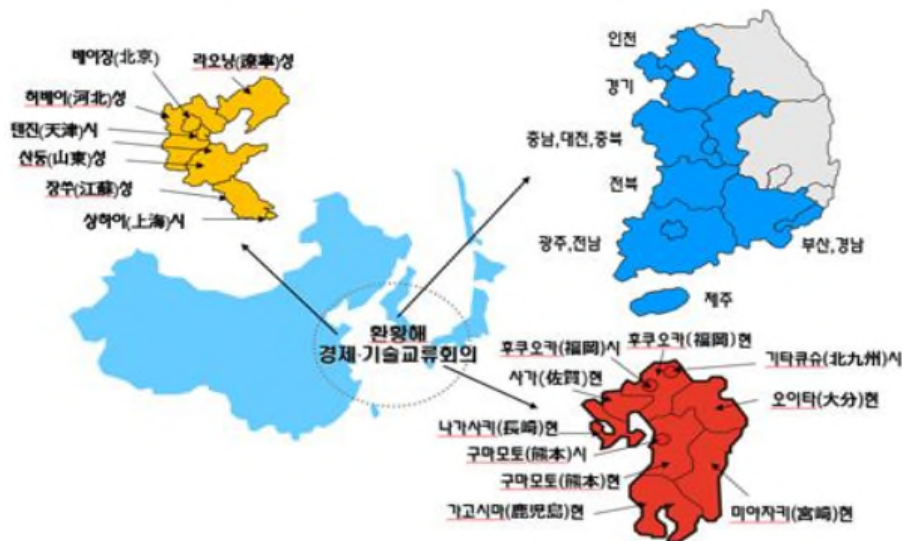 베이징(北京)
랴오닝(遼寧)성
허베이(河北)성
텐진(天津)시
산동(山東)성
장쑤(江蘇)성
상하이(上海)시
인천
경기
충남,대전,충북
전북
광주,전남
부산,경남
제주
환황해
경제·기술교류회의
후쿠오카(福岡)시
후쿠오카(福岡)현
기타큐슈(北九州)시
사가(佐賀)현
오이타(大分)현
나가사키(長崎)현
구마모토(熊本)시
구마모토(熊本)현
가고시마(鹿児島)현
미야자키(宮崎)현